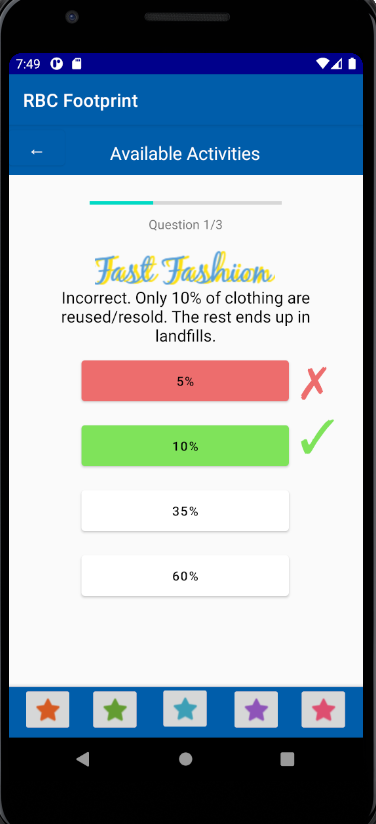 7:49
RBC Footprint
← Available Activities
Question 1/3
Fast Fashion
Incorrect. Only 10% of clothing are
reused/resold. The rest ends up in
landfills.
5%
10%
35%
60%